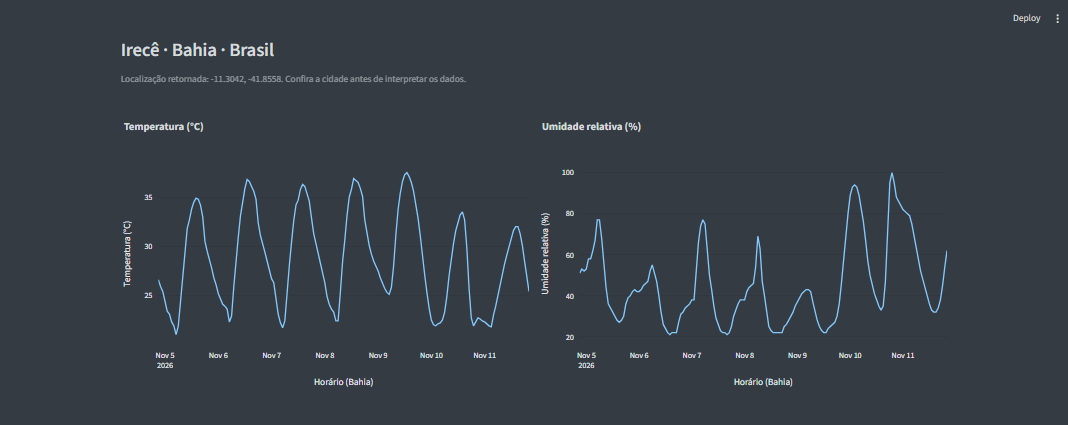 Deploy
Irecê · Bahia · Brasil
Localização retornada: -11.3042, -41.8558. Confira a cidade antes de interpretar os dados.
Temperatura (°C)
Umidade relativa (%)
Temperatura (°C)
35
30
25
Nov 5
2026
Nov 6
Nov 7
Nov 8
Nov 9
Nov 10
Nov 11
Horário (Bahia)
Umidade relativa (%)
100
80
60
40
20
Nov 5
2026
Nov 6
Nov 7
Nov 8
Nov 9
Nov 10
Nov 11
Horário (Bahia)